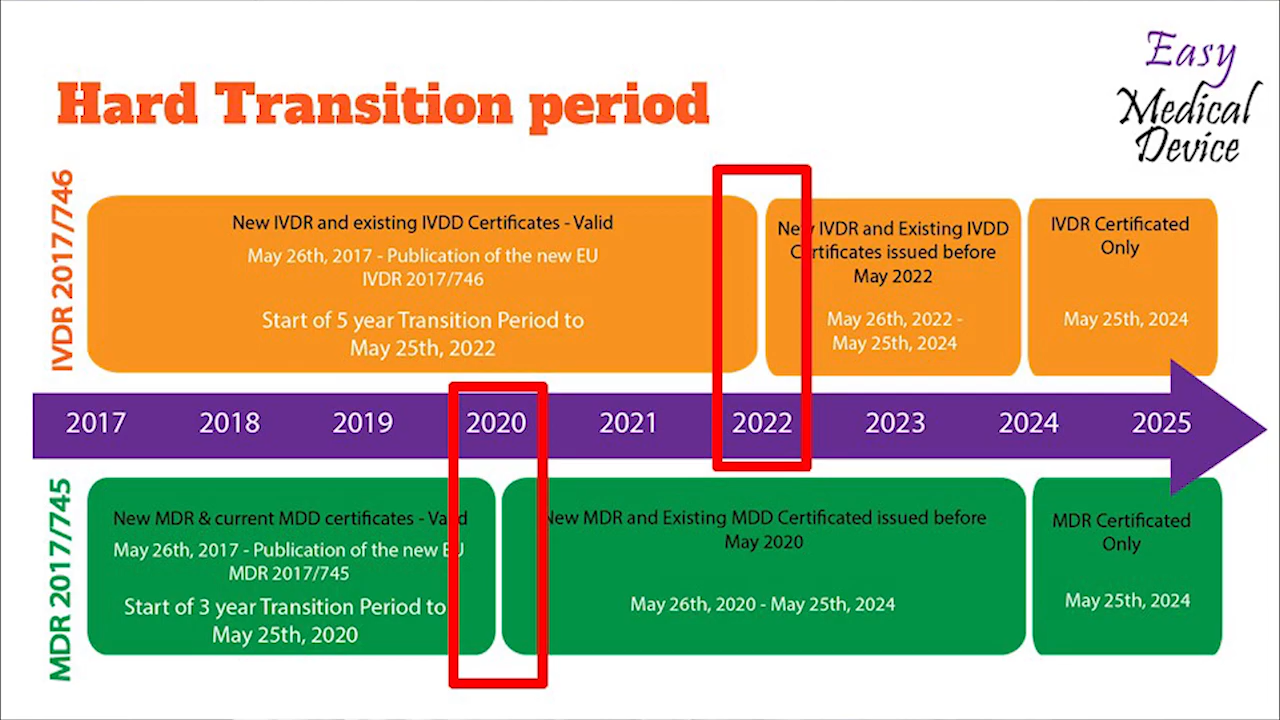 Hard Transition period
Easy
Medical
Device
IVDR 2017/746
New IVDR and existing IVDD Certificates - Valid
May 26th, 2017 - Publication of the new EU
IVDR 2017/746
Start of 5 year Transition Period to
May 25th, 2022
New IVDR and Existing IVDD
Certificates issued before
May 2022
May 26th, 2022 -
May 25th, 2024
IVDR Certificated
Only
May 25th, 2024
2017 2018 2019 2020 2021 2022 2023 2024 2025
MDR 2017/745
New MDR & current MDD certificates - Valid
May 26th, 2017 - Publication of the new EU
MDR 2017/745
Start of 3 year Transition Period to
May 25th, 2020
New MDR and Existing MDD Certificated issued before
May 2020
May 26th, 2020 - May 25th, 2024
MDR Certificated
Only
May 25th, 2024